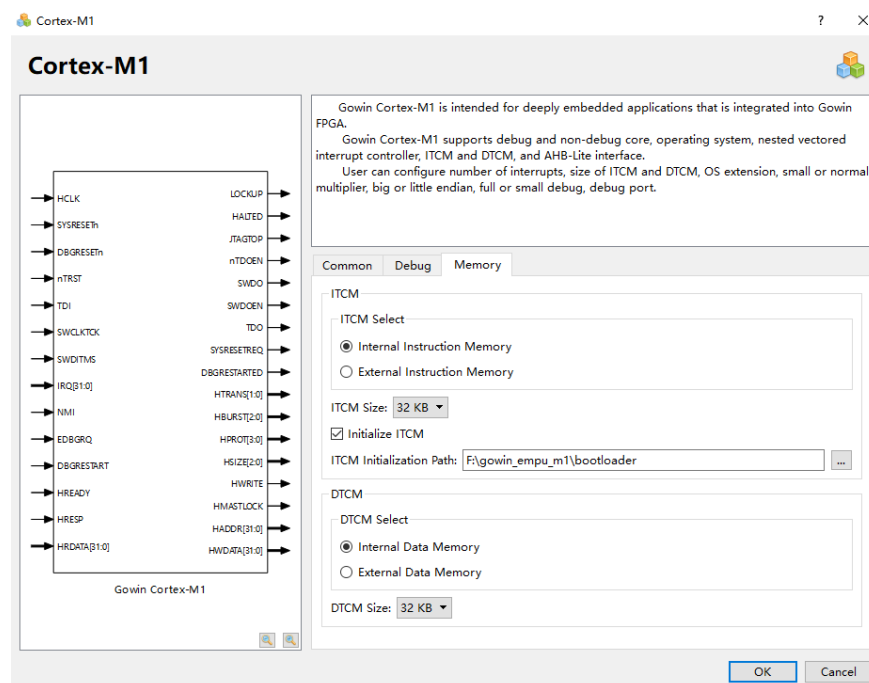 Cortex-M1
?
Cortex-M1
Gowin Cortex-M1 is intended for deeply embedded applications that is integrated into Gowin
FPGA.
Gowin Cortex-M1 supports debug and non-debug core, operating system, nested vectored
interrupt controller, ITCM and DTCM, and AHB-Lite interface.
User can configure number of interrupts, size of ITCM and DTCM, OS extension, small or normal
multiplier, big or little endian, full or small debug, debug port.
HCLK
SYSRESETn
DBGRESETn
nTRST
TDI
SWCLKTCK
SWDITMS
IRQ[31:0]
NMI
EDBGRQ
DBGRESTART
HREADY
HRESP
HRDATA[31:0]
LOCKUP
HALTED
JTAGTOP
nTDOEN
SWDO
SWDOEN
TDO
SYSRESETREQ
DBGRESTARTED
HTRANS[1:0]
HBURST[2:0]
HPROT[3:0]
HSIZE[2:0]
HWRITE
HMASTLOCK
HADDR[31:0]
HWDATA[31:0]
Gowin Cortex-M1
Common Debug Memory
ITCM
ITCM Select
Internal Instruction Memory
External Instruction Memory
ITCM Size: 32 KB
Initialize ITCM
ITCM Initialization Path: F:\gowin_empu_m1\bootloader ...
DTCM
DTCM Select
Internal Data Memory
External Data Memory
DTCM Size: 32 KB
OK Cancel